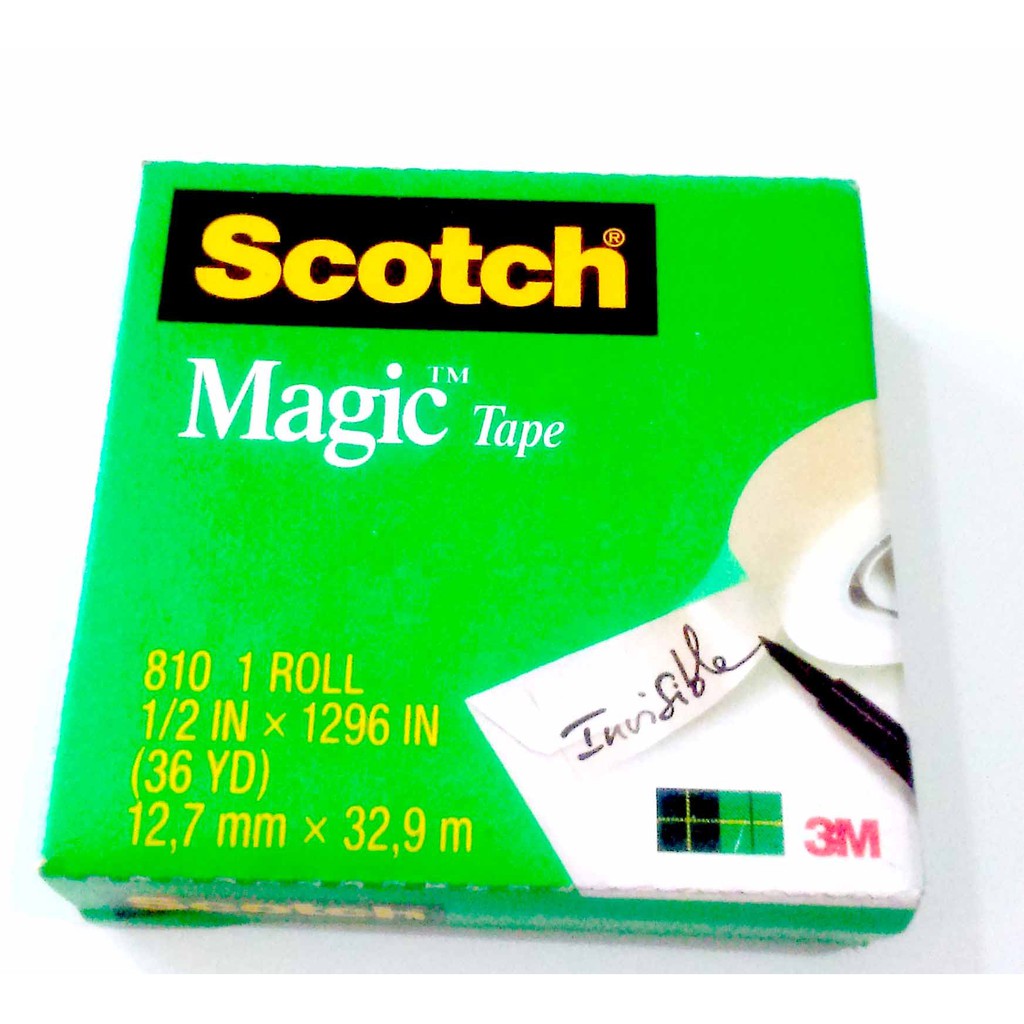 Scotch®
Magic™ Tape
810 1 ROLL
1/2 IN × 1296 IN
(36 YD)
12,7 mm × 32,9 m
Invisible
3M
Scotch